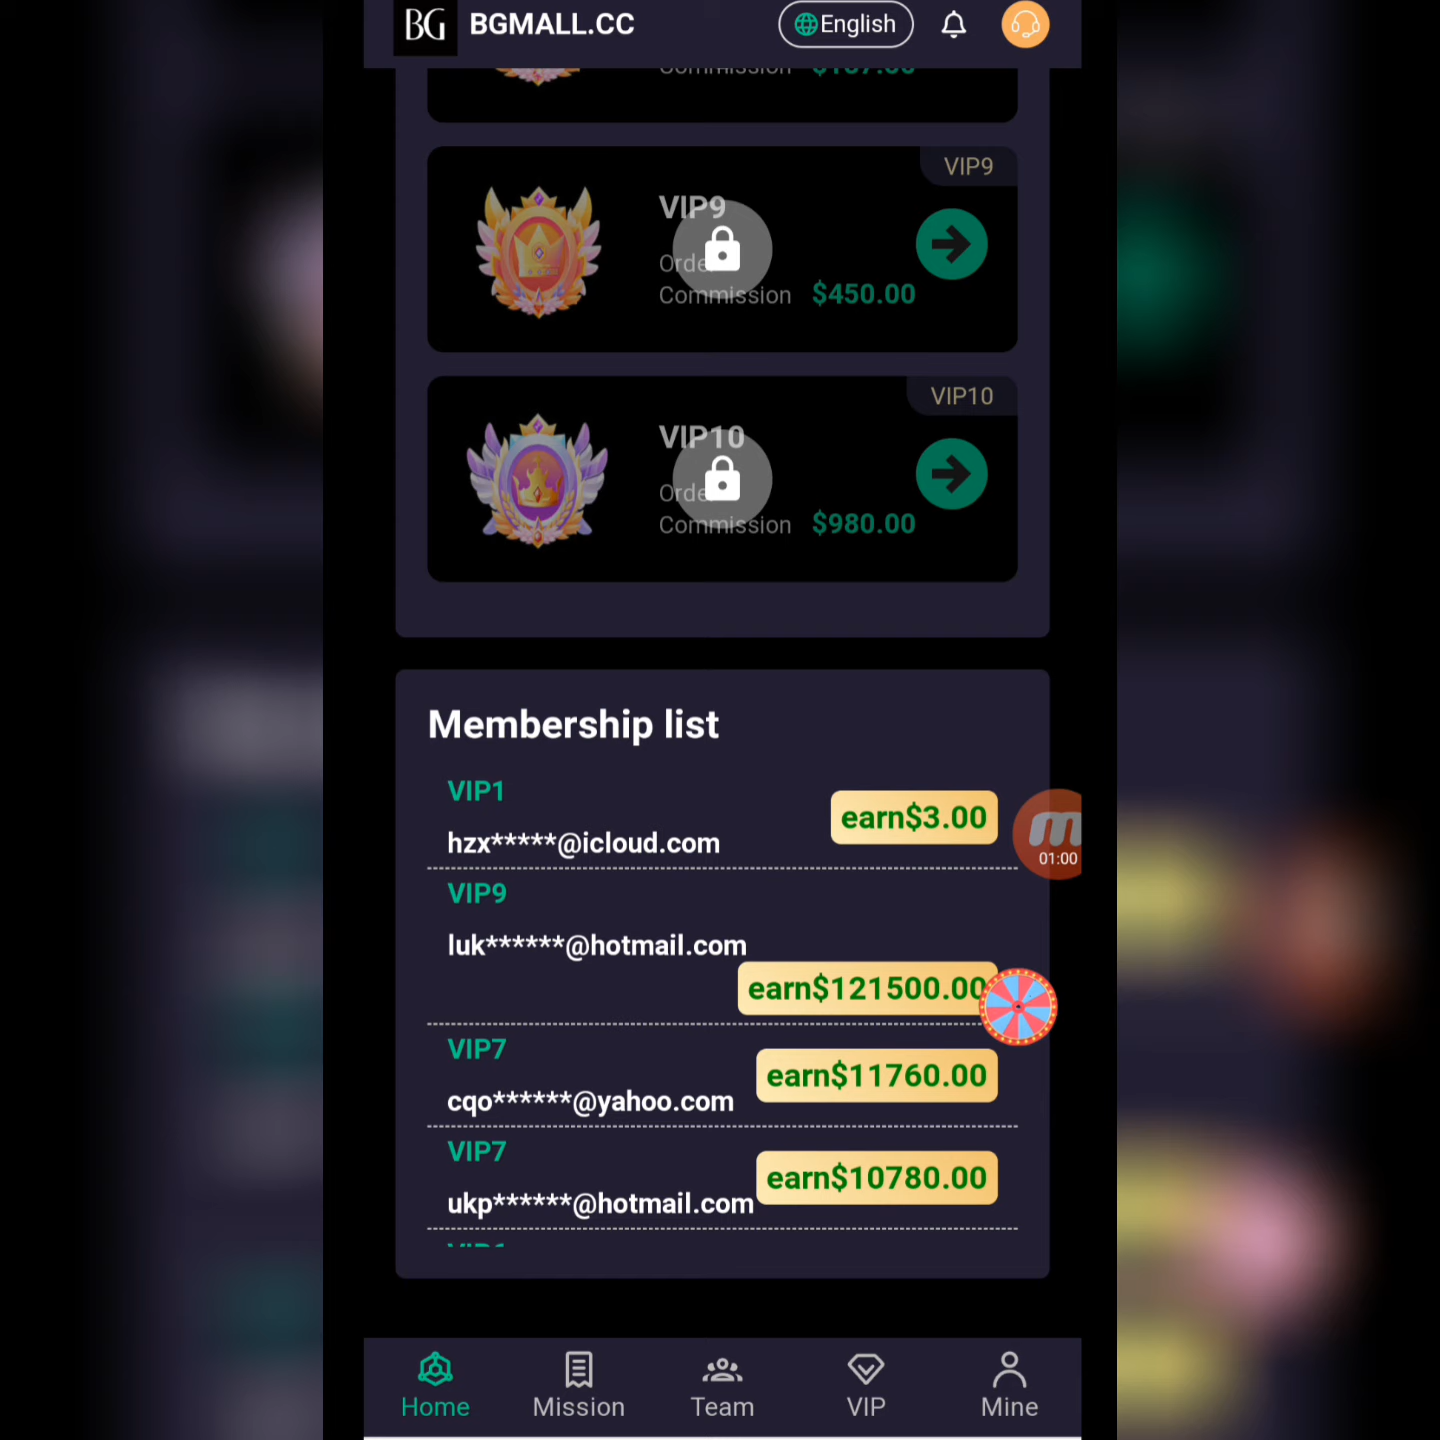 BG BGMALL.CC English
Commission
VIP9
VIP9
Commission $450.00
VIP10
VIP10
Commission $980.00
Membership list
VIP1
earn$3.00
hzx*****@icloud.com
01:00
VIP9
luk******@hotmail.com
earn$121500.00
VIP7
earn$11760.00
cqo******@yahoo.com
VIP7
earn$10780.00
ukp******@hotmail.com
Home Mission Team VIP Mine